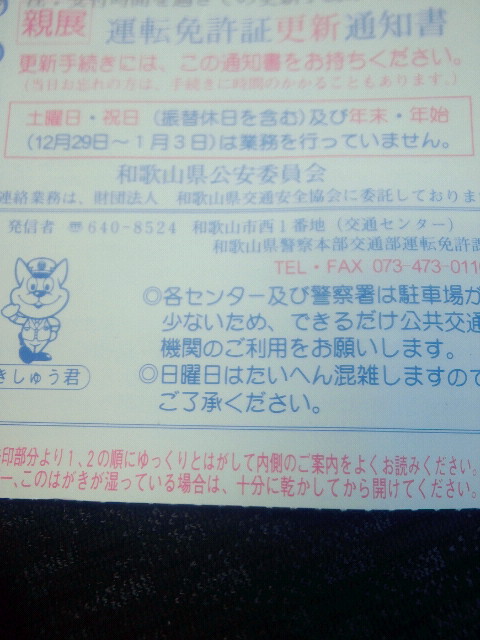 親展 運転免許証更新通知書
更新手続きには、この通知書をお持ちください。
(当日お忘れの方は、手続きに時間のかかることもあります。)
土曜日・祝日 (振替休日を含む)及び年末・年始
(12月29日~1月3日)は業務を行っていません。
和歌山県公安委員会
連絡業務は、財団法人 和歌山県交通安全協会に委託しておりま
発信者 〒640-8524 和歌山市西1番地(交通センター)
和歌山県警察本部交通部運転免許
TEL・FAX 073-473-0110
◎各センター及び警察署は駐車場が
少ないため、できるだけ公共交通
機関のご利用をお願いします。
きしゅう君
◎日曜日はたいへん混雑しますので
ご了承ください。
印部分より1、2の順にゆっくりとはがして内側のご案内をよくお読みください。
一、このはがきが湿っている場合は、十分に乾かしてから開けてください。